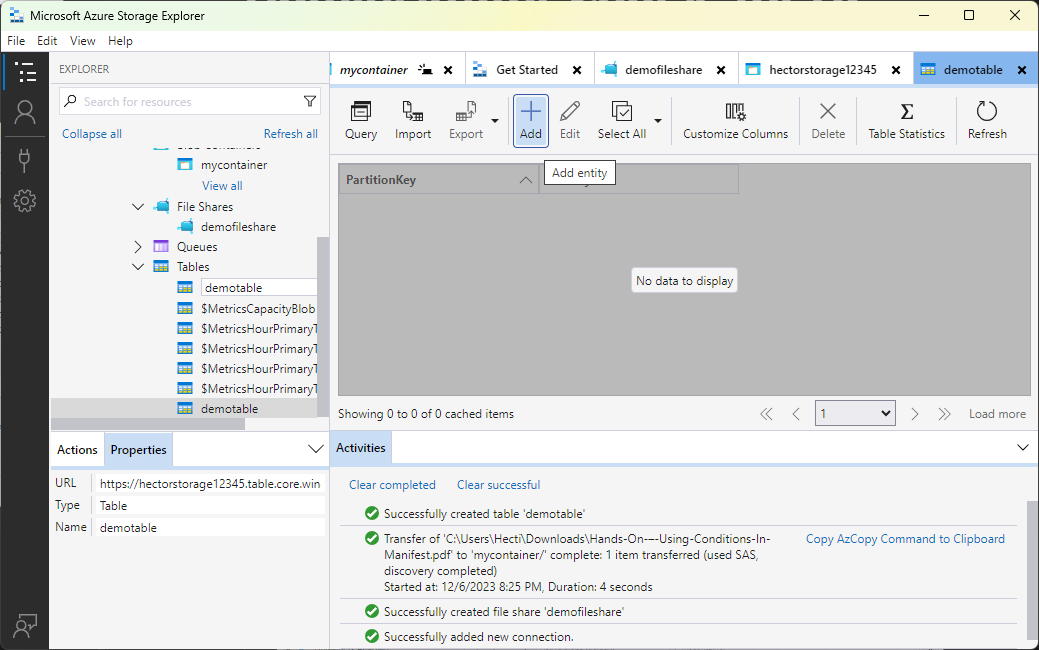 Microsoft Azure Storage Explorer
File Edit View Help
EXPLORER
Search for resources
Collapse all
Refresh all
mycontainer
View all
File Shares
demofileshare
Queues
Tables
demotable
$MetricsCapacityBlob
$MetricsHourPrimaryT
$MetricsHourPrimaryT
$MetricsHourPrimaryT
$MetricsHourPrimaryT
demotable
Actions Properties
URL https://hectorstorage12345.table.core.win
Type Table
Name demotable
mycontainer
Get Started
demofileshare
hectorstorage12345
demotable
Query Import Export Add Edit Select All Customize Columns Delete Table Statistics Refresh
Add entity
PartitionKey
No data to display
Showing 0 to 0 of 0 cached items
1
Load more
Activities
Clear completed Clear successful
Successfully created table 'demotable'
Transfer of 'C:\Users\Hecti\Downloads\Hands-On---Using-Conditions-In-
Manifest.pdf' to 'mycontainer/' complete: 1 item transferred (used SAS,
discovery completed)
Started at: 12/6/2023 8:25 PM, Duration: 4 seconds
Copy AzCopy Command to Clipboard
Successfully created file share 'demofileshare'
Successfully added new connection.